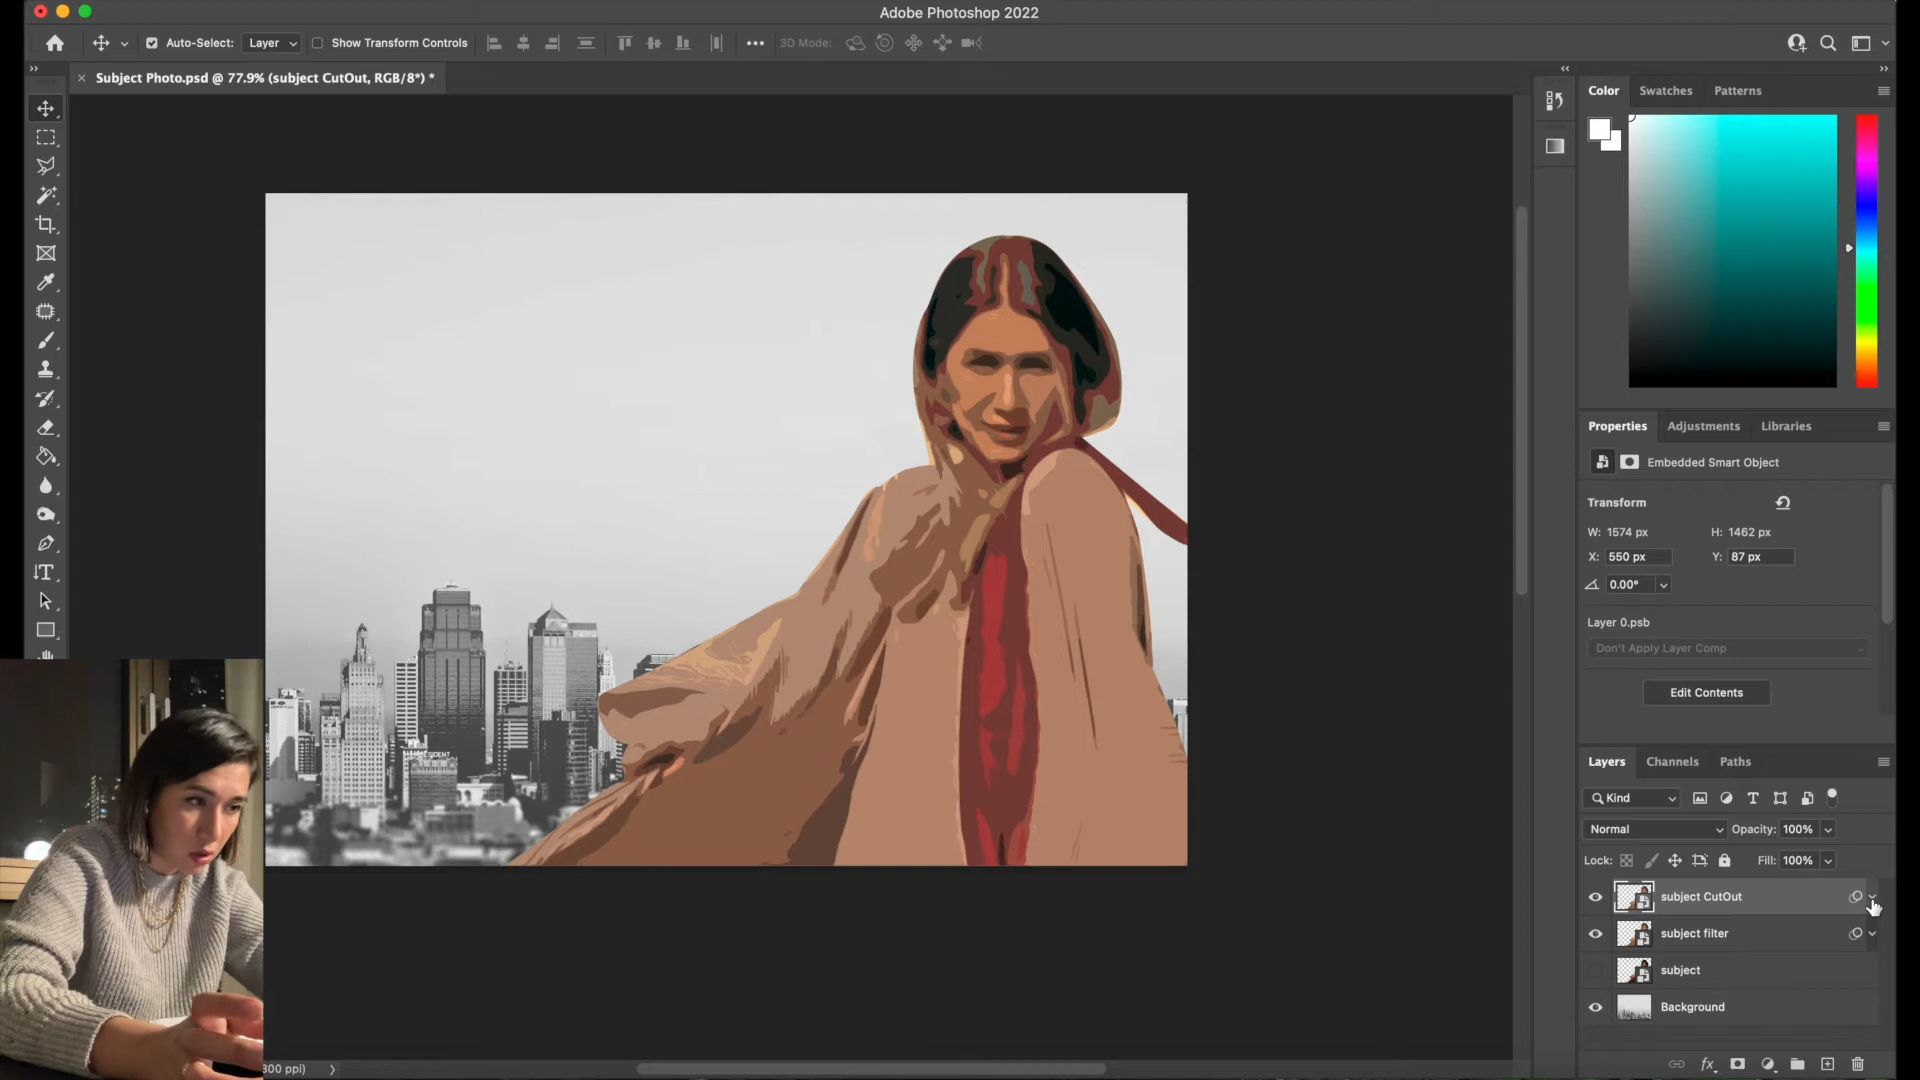 Adobe Photoshop 2022
Auto-Select: Layer Show Transform Controls 3D Mode:
Subject Photo.psd @ 77.9% (subject CutOut, RGB/8*) *
Color Swatches Patterns
Properties Adjustments Libraries
Embedded Smart Object
Transform
W: 1574 px H: 1462 px
X: 550 px Y: 87 px
0.00°
Layer 0.psb
Don't Apply Layer Comp
Edit Contents
Layers Channels Paths
Kind
Normal Opacity: 100%
Lock: Fill: 100%
subject CutOut
subject filter
subject
Background
300 ppi)